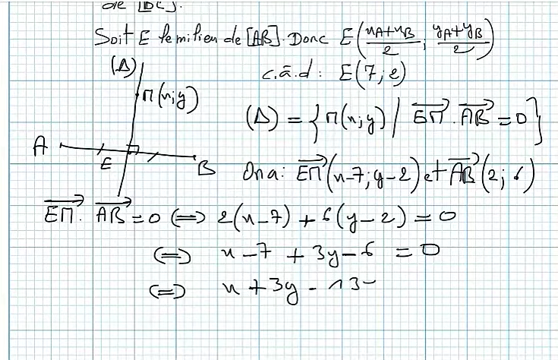 de [BC].
Soit E le milieu de [AB]. Donc E((xA+xB)/2 ; (yA+yB)/2)
c.à.d : E(7; 2)
(Δ)
M(x;y)
(Δ) = {M(x;y) / EM⃗ . AB⃗ = 0}
A
E
B
On a: EM⃗(x-7; y-2) et AB⃗(2; 6)
EM⃗ . AB⃗ = 0 ⟺ 2(x-7) + 6(y-2) = 0
⟺ x-7 + 3y-6 = 0
⟺ x + 3y - 13